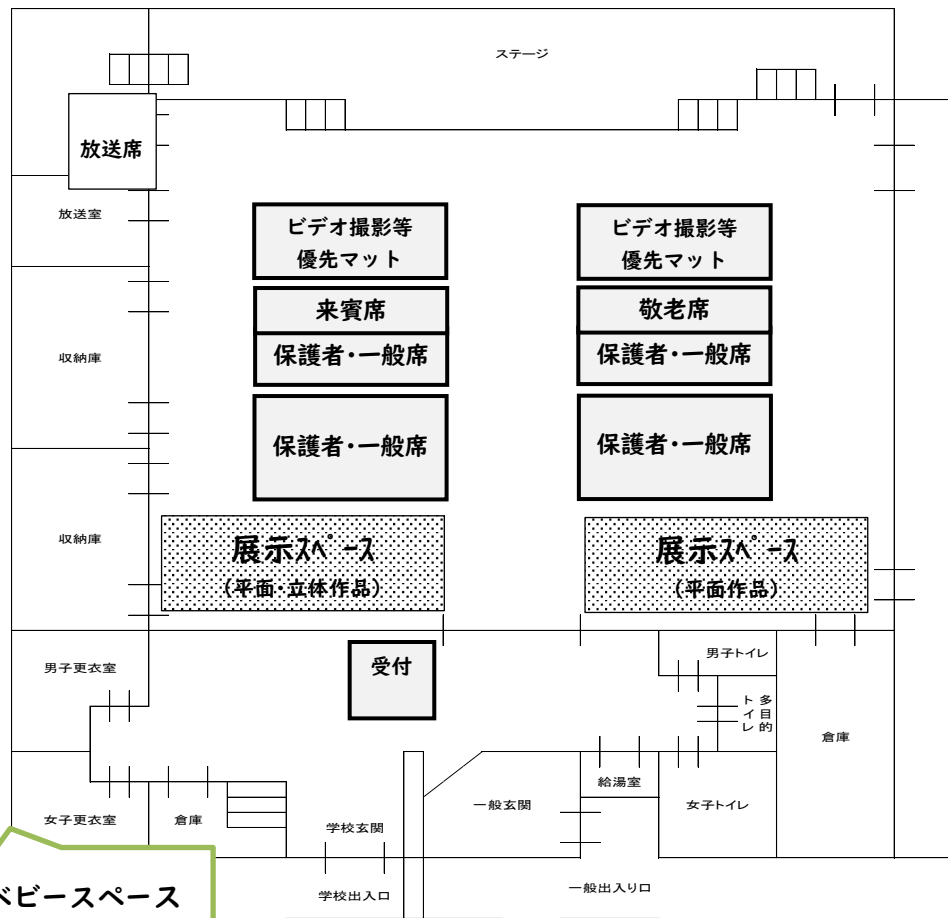 ステージ
放送席
放送室
ビデオ撮影等
優先マット
ビデオ撮影等
優先マット
来賓席
敬老席
保護者・一般席
保護者・一般席
収納庫
保護者・一般席
保護者・一般席
収納庫
展示ｽﾍﾟｰｽ
(平面・立体作品)
展示ｽﾍﾟｰｽ
(平面作品)
男子更衣室
受付
男子トイレ
多目的
トイレ
倉庫
給湯室
女子更衣室
倉庫
学校玄関
一般玄関
女子トイレ
ベビースペース
学校出入口
一般出入り口